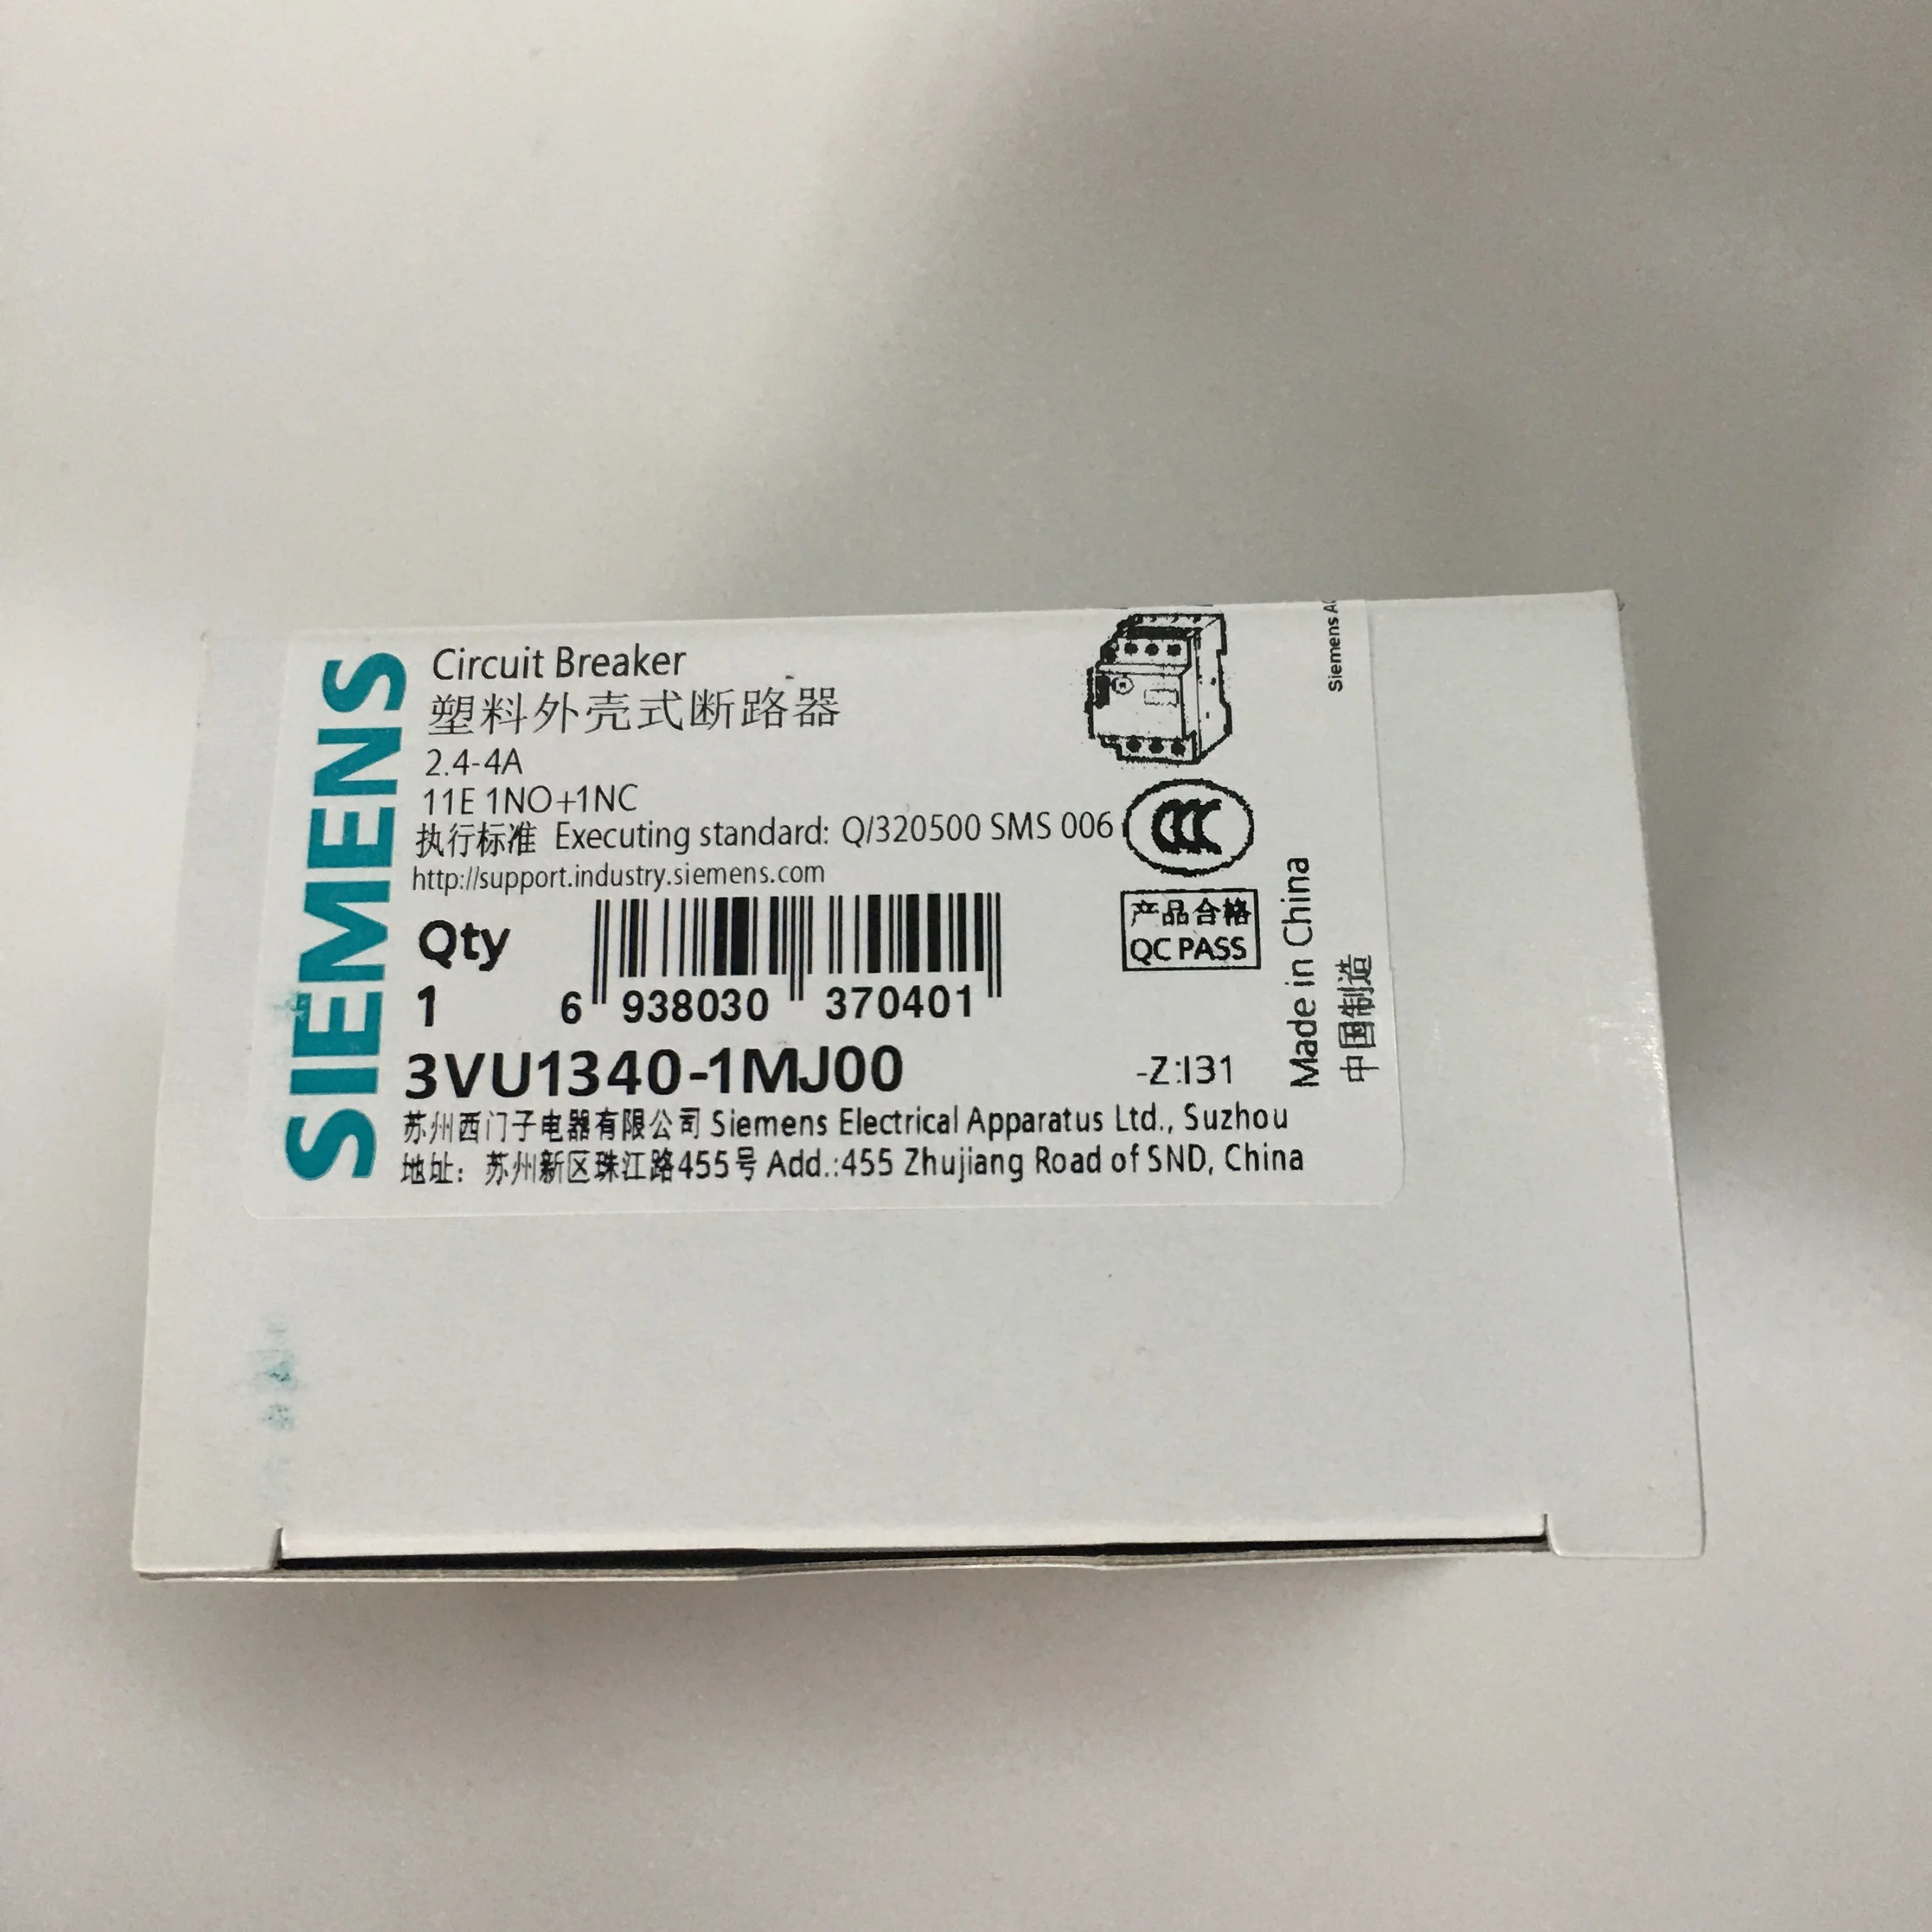 SIEMENS
Circuit Breaker
塑料外壳式断路器
2.4-4A
11E 1NO+1NC
执行标准 Executing standard: Q/320500 SMS 006
http://support.industry.siemens.com
Qty
1
6 938030 370401
3VU1340-1MJ00
-Z:I31
苏州西门子电器有限公司 Siemens Electrical Apparatus Ltd., Suzhou
地址: 苏州新区珠江路455号 Add.:455 Zhujiang Road of SND, China
CCC
产品合格
QC PASS
Made in China
中国制造
Siemens AG